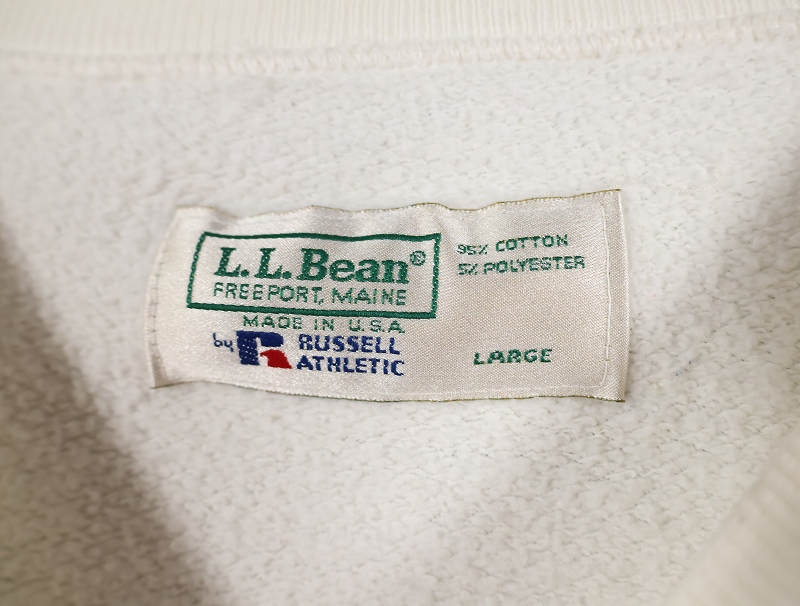 L.L.Bean®
FREEPORT, MAINE
MADE IN U.S.A.
by R RUSSELL
ATHLETIC
95% COTTON
5% POLYESTER
LARGE